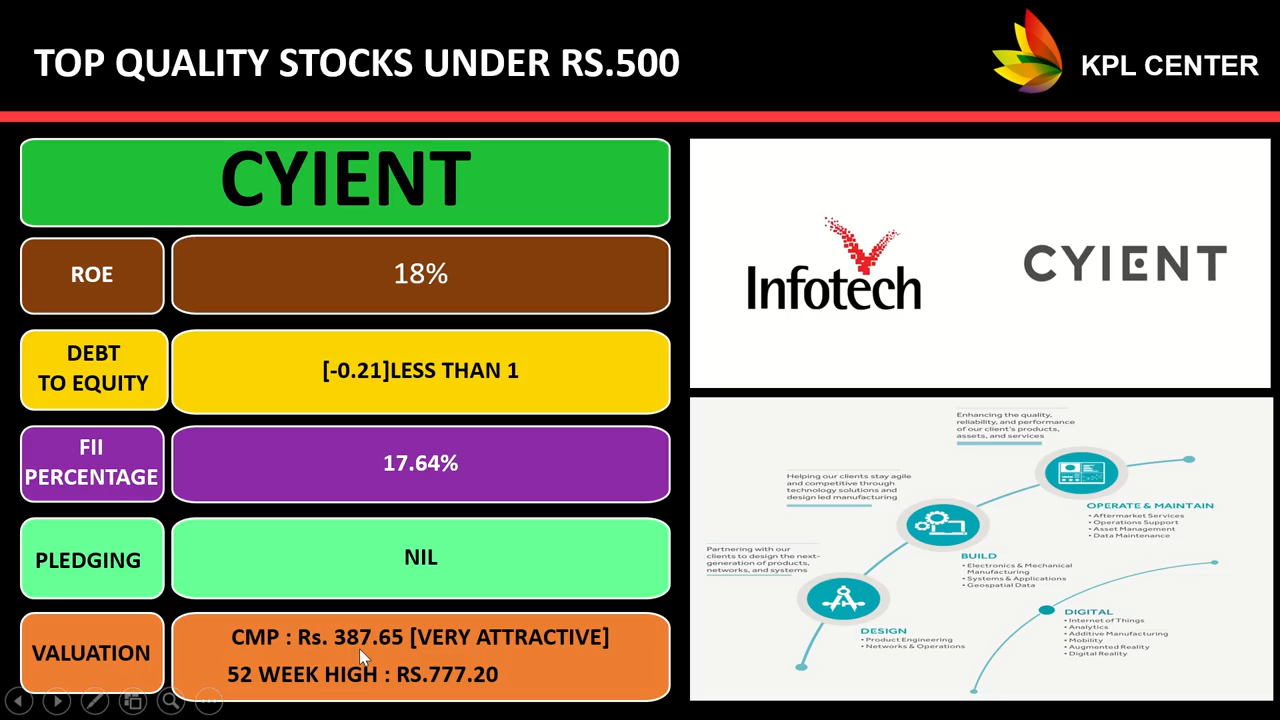 TOP QUALITY STOCKS UNDER RS.500
KPL CENTER
CYIENT
ROE
18%
DEBT
TO EQUITY
[-0.21]LESS THAN 1
FII
PERCENTAGE
17.64%
PLEDGING
NIL
VALUATION
CMP : Rs. 387.65 [VERY ATTRACTIVE]
52 WEEK HIGH : RS.777.20
Infotech
CYIENT
Enhancing the quality,
reliability, and performance
of our client's products,
assets, and services
Helping our clients stay agile
and competitive through
technology solutions and
design led manufacturing
Partnering with our
clients to design the next-
generation of products,
networks, and systems
OPERATE & MAINTAIN
• Aftermarket Services
• Operations Support
• Asset Management
• Data Maintenance
BUILD
• Electronics & Mechanical
Manufacturing
• Systems & Applications
• Geospatial Data
DESIGN
• Product Engineering
• Networks & Operations
DIGITAL
• Internet of Things
• Analytics
• Additive Manufacturing
• Mobility
• Augmented Reality
• Digital Reality